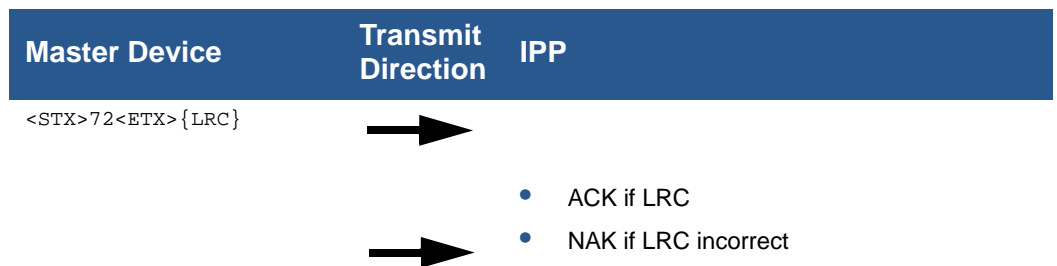 Master Device
Transmit
Direction
IPP
<STX>72<ETX>{LRC}
• ACK if LRC
• NAK if LRC incorrect